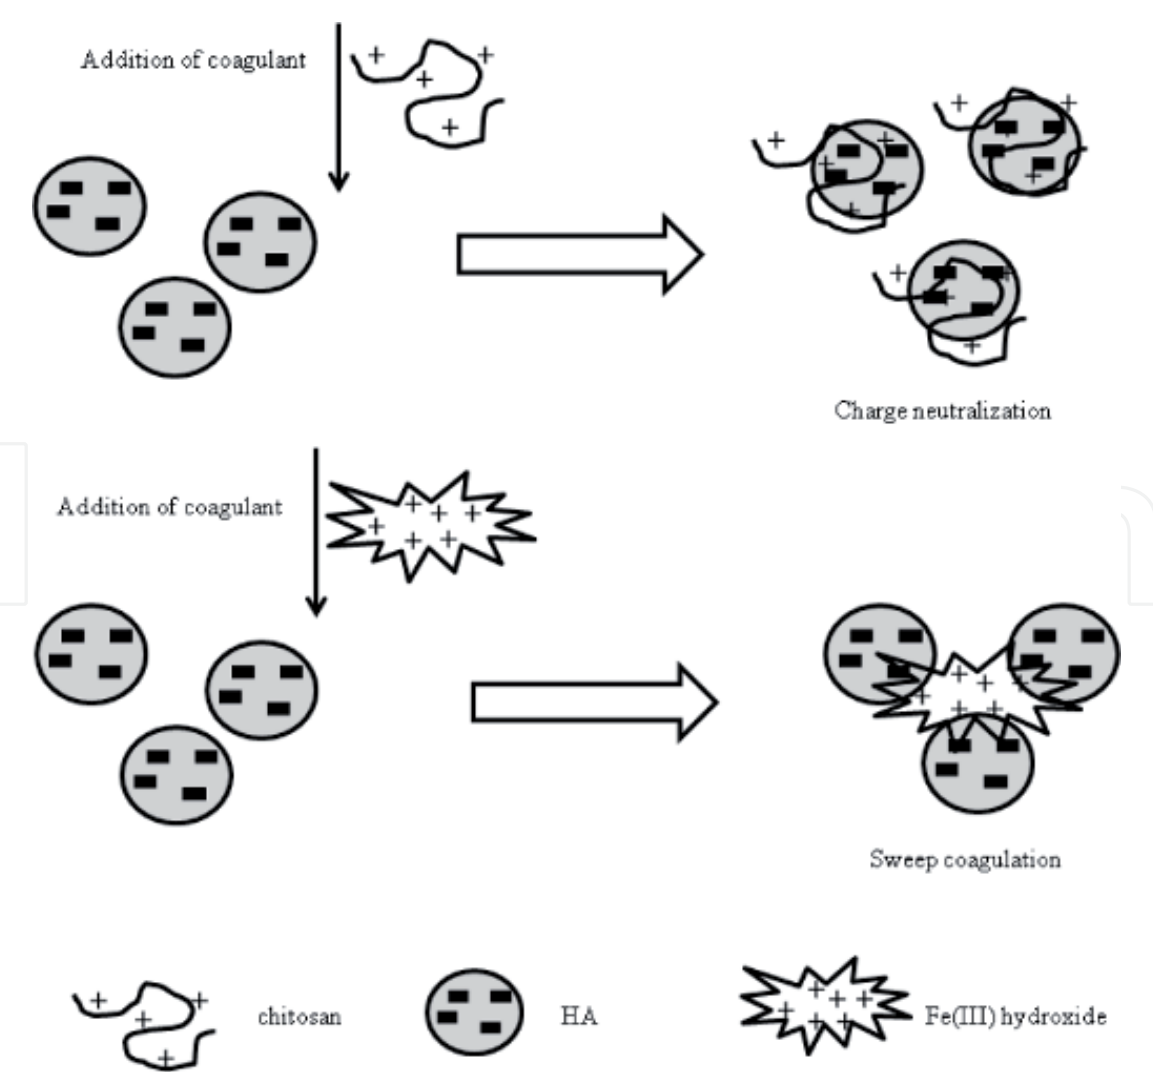 Addition of coagulant
Charge neutralization
Addition of coagulant
Sweep coagulation
chitosan
HA
Fe(III) hydroxide